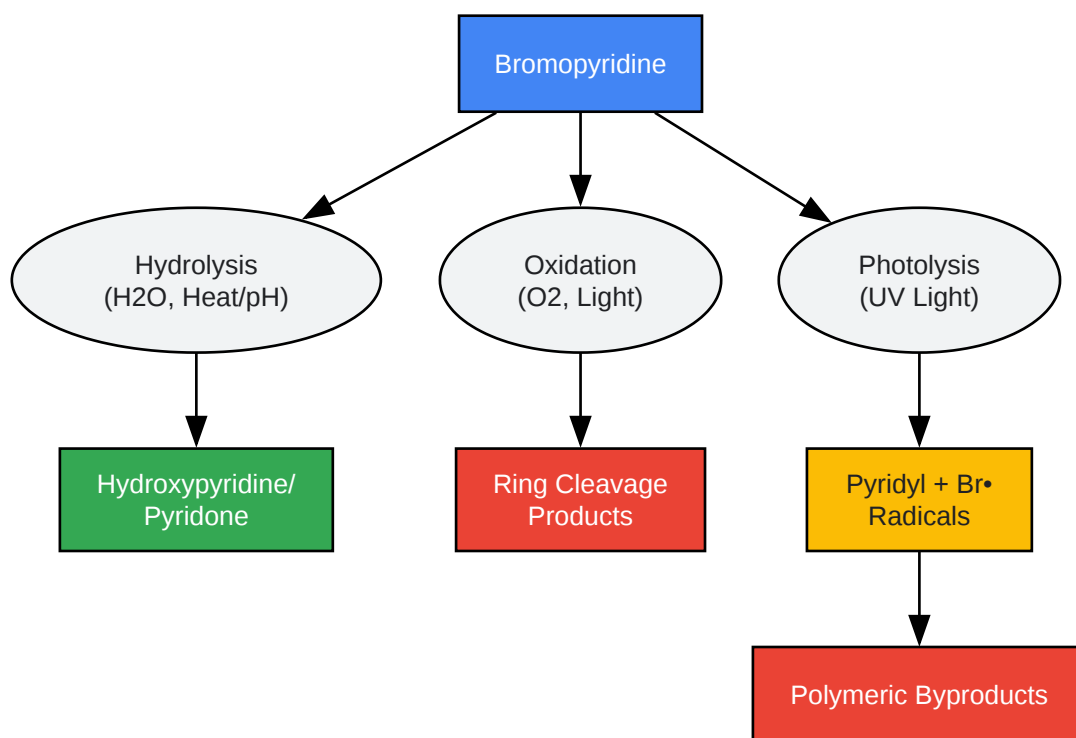 Bromopyridine
Hydrolysis
(H2O, Heat/pH)
Oxidation
(O2, Light)
Photolysis
(UV Light)
Hydroxypyridine/
Pyridone
Ring Cleavage
Products
Pyridyl + Br•
Radicals
Polymeric Byproducts